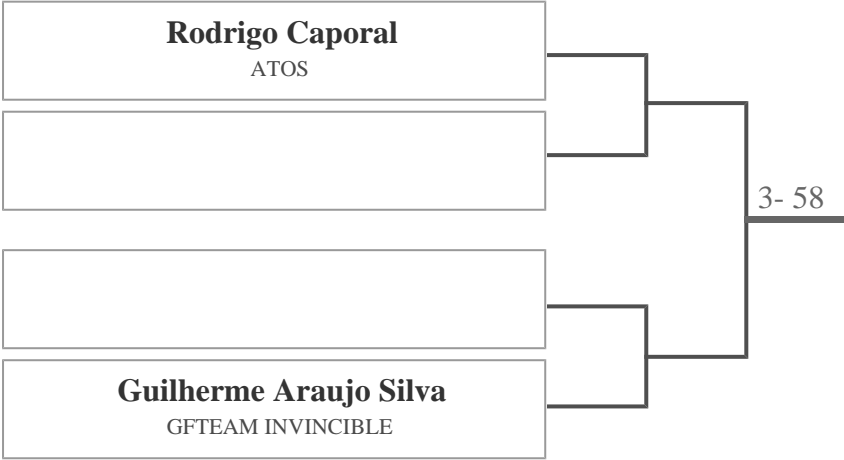 Rodrigo Caporal
ATOS
3- 58
Guilherme Araujo Silva
GFTEAM INVINCIBLE